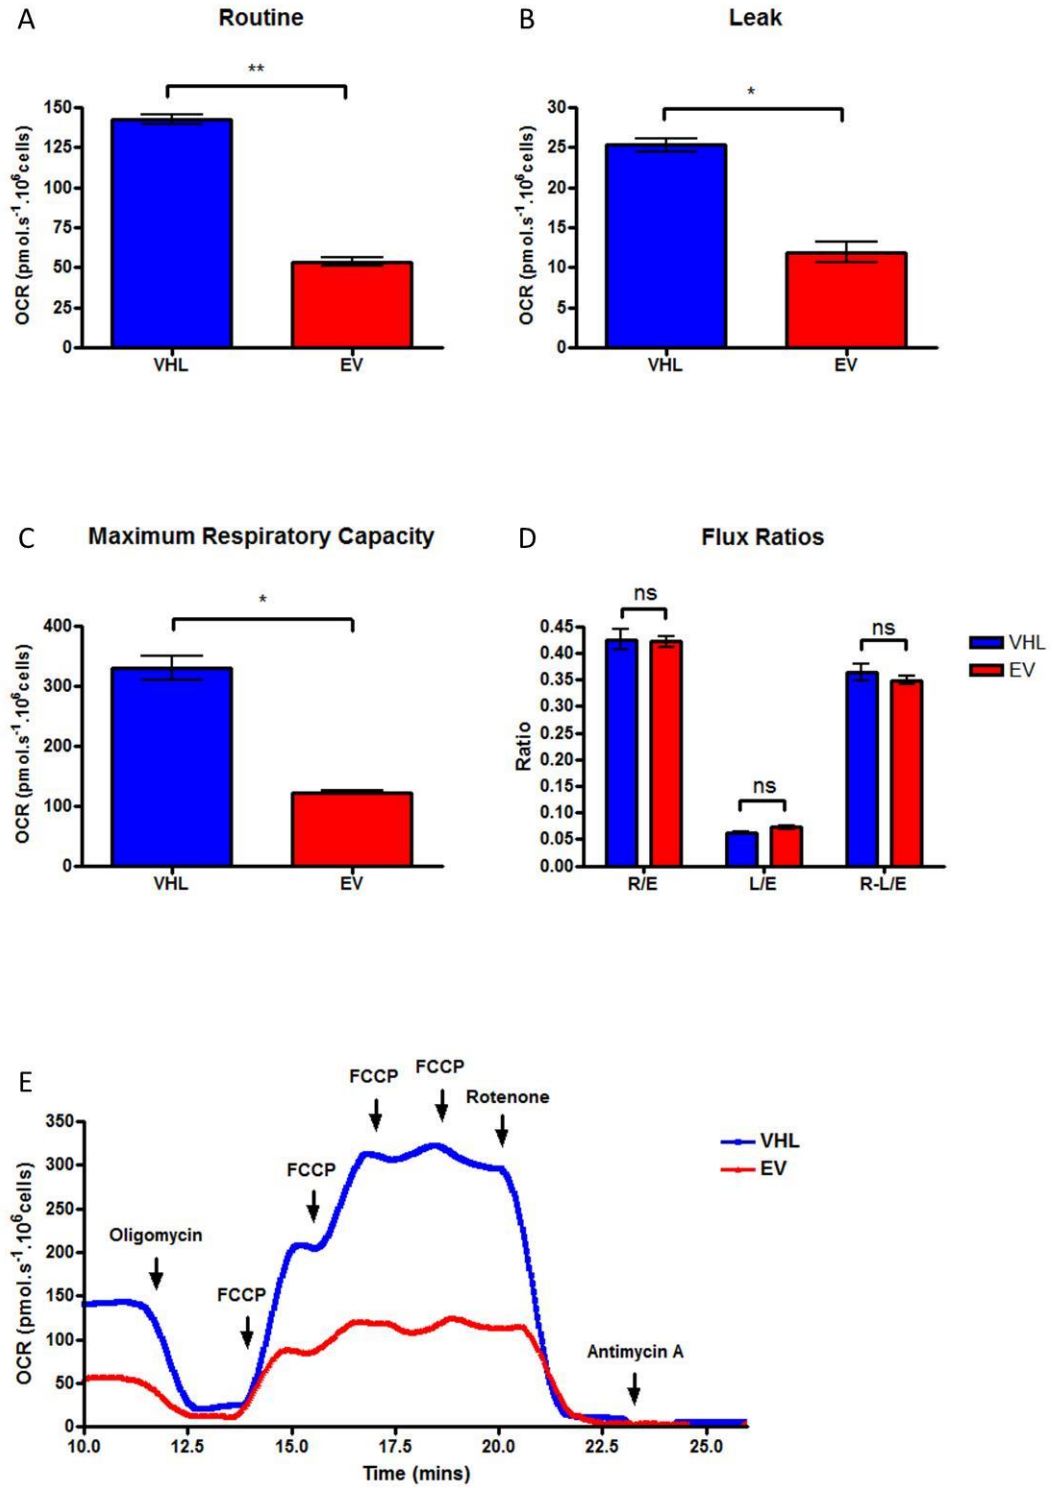 A
Routine
**
OCR (pmol.s⁻¹.10⁶cells)
150
125
100
75
50
25
0
VHL
EV
B
Leak
*
OCR (pmol.s⁻¹.10⁶cells)
30
25
20
15
10
5
0
VHL
EV
C
Maximum Respiratory Capacity
*
OCR (pmol.s⁻¹.10⁶cells)
400
300
200
100
0
VHL
EV
D
Flux Ratios
ns
ns
ns
Ratio
0.45
0.40
0.35
0.30
0.25
0.20
0.15
0.10
0.05
0.00
R/E
L/E
R-L/E
VHL
EV
E
FCCP
FCCP
Rotenone
FCCP
Oligomycin
FCCP
Antimycin A
VHL
EV
OCR (pmol.s⁻¹.10⁶cells)
350
300
250
200
150
100
50
0
10.0
12.5
15.0
17.5
20.0
22.5
25.0
Time (mins)